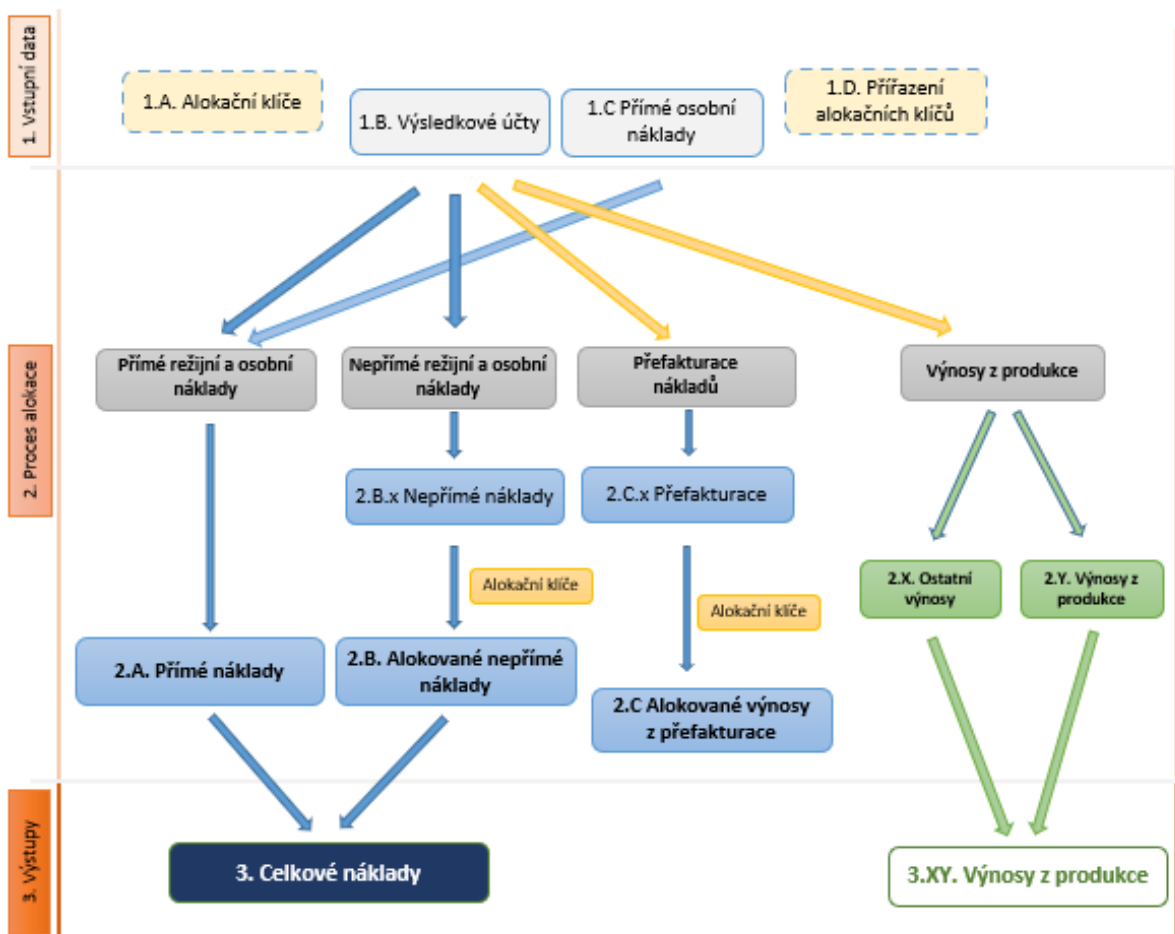 1. Vstupní data
1.A. Alokační klíče
1.B. Výsledkové účty
1.C Přímé osobní
náklady
1.D. Přířazení
alokačních klíčů
2. Proces alokace
Přímé režijní a osobní
náklady
Nepřímé režijní a osobní
náklady
Přefakturace
nákladů
Výnosy z produkce
2.B.x Nepřímé náklady
2.C.x Přefakturace
Alokační klíče
Alokační klíče
2.X. Ostatní
výnosy
2.Y. Výnosy z
produkce
2.A. Přímé náklady
2.B. Alokované nepřímé
náklady
2.C Alokované výnosy
z přefakturace
3. Výstupy
3. Celkové náklady
3.XY. Výnosy z produkce